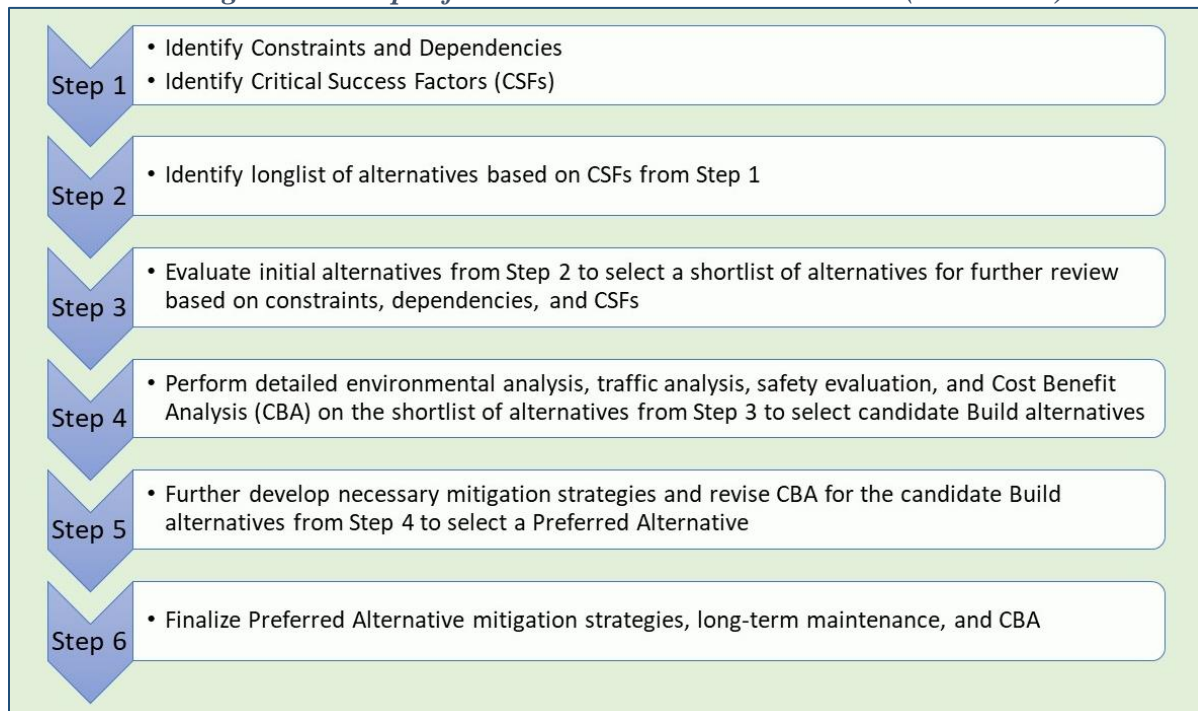 Step 1
• Identify Constraints and Dependencies
• Identify Critical Success Factors (CSFs)
Step 2
• Identify longlist of alternatives based on CSFs from Step 1
Step 3
• Evaluate initial alternatives from Step 2 to select a shortlist of alternatives for further review
based on constraints, dependencies, and CSFs
Step 4
• Perform detailed environmental analysis, traffic analysis, safety evaluation, and Cost Benefit
Analysis (CBA) on the shortlist of alternatives from Step 3 to select candidate Build alternatives
Step 5
• Further develop necessary mitigation strategies and revise CBA for the candidate Build
alternatives from Step 4 to select a Preferred Alternative
Step 6
• Finalize Preferred Alternative mitigation strategies, long-term maintenance, and CBA